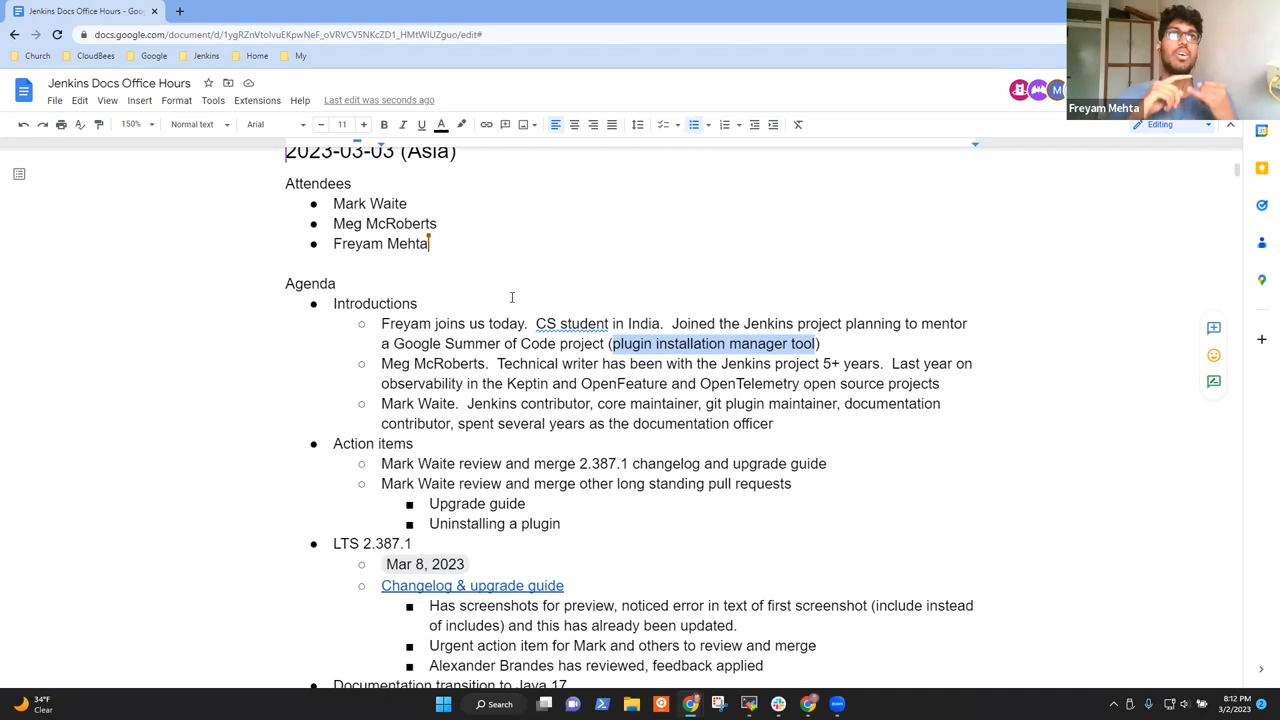 Jenkins Docs Office Hours - Goo
docs.google.com/document/d/1ygRZnVtoIvuEKpwNeF_oVRVCV5NKcZD1_HMtWIUZguo/edit#
Church CloudBees Google Jenkins Home My
Jenkins Docs Office Hours
File Edit View Insert Format Tools Extensions Help Last edit was seconds ago
150% Normal text Arial 11 Editing
Freyam Mehta
2023-03-03 (Asia)
Attendees
● Mark Waite
● Meg McRoberts
● Freyam Mehta
Agenda
● Introductions
○ Freyam joins us today. CS student in India. Joined the Jenkins project planning to mentor
a Google Summer of Code project (plugin installation manager tool)
○ Meg McRoberts. Technical writer has been with the Jenkins project 5+ years. Last year on
observability in the Keptin and OpenFeature and OpenTelemetry open source projects
○ Mark Waite. Jenkins contributor, core maintainer, git plugin maintainer, documentation
contributor, spent several years as the documentation officer
● Action items
○ Mark Waite review and merge 2.387.1 changelog and upgrade guide
○ Mark Waite review and merge other long standing pull requests
■ Upgrade guide
■ Uninstalling a plugin
● LTS 2.387.1
○ Mar 8, 2023
○ Changelog & upgrade guide
■ Has screenshots for preview, noticed error in text of first screenshot (include instead
of includes) and this has already been updated.
■ Urgent action item for Mark and others to review and merge
■ Alexander Brandes has reviewed, feedback applied
● Documentation transition to Java 17
34°F
Clear
Search
8:12 PM
3/2/2023